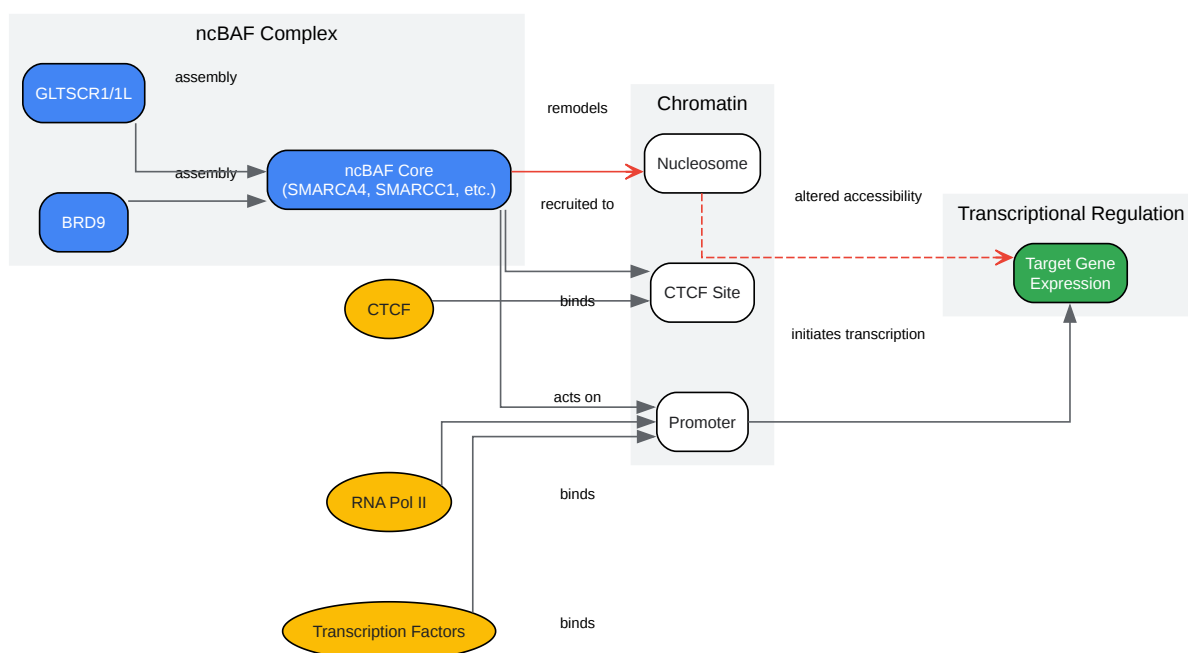 ncBAF Complex
assembly
GLTSCR1/1L
Chromatin
remodels
Nucleosome
ncBAF Core
(SMARCA4, SMARCC1, etc.)
assembly
altered accessibility
recruited to
BRD9
Transcriptional Regulation
Target Gene
Expression
CTCF Site
binds
CTCF
initiates transcription
acts on
Promoter
RNA Pol II
binds
Transcription Factors
binds